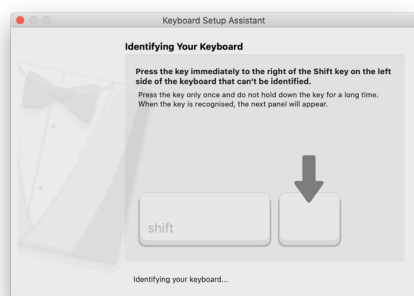 Keyboard Setup Assistant
Identifying Your Keyboard
Press the key immediately to the right of the Shift key on the left
side of the keyboard that can't be identified.
Press the key only once and do not hold down the key for a long time.
When the key is recognised, the next panel will appear.
shift
Identifying your keyboard...